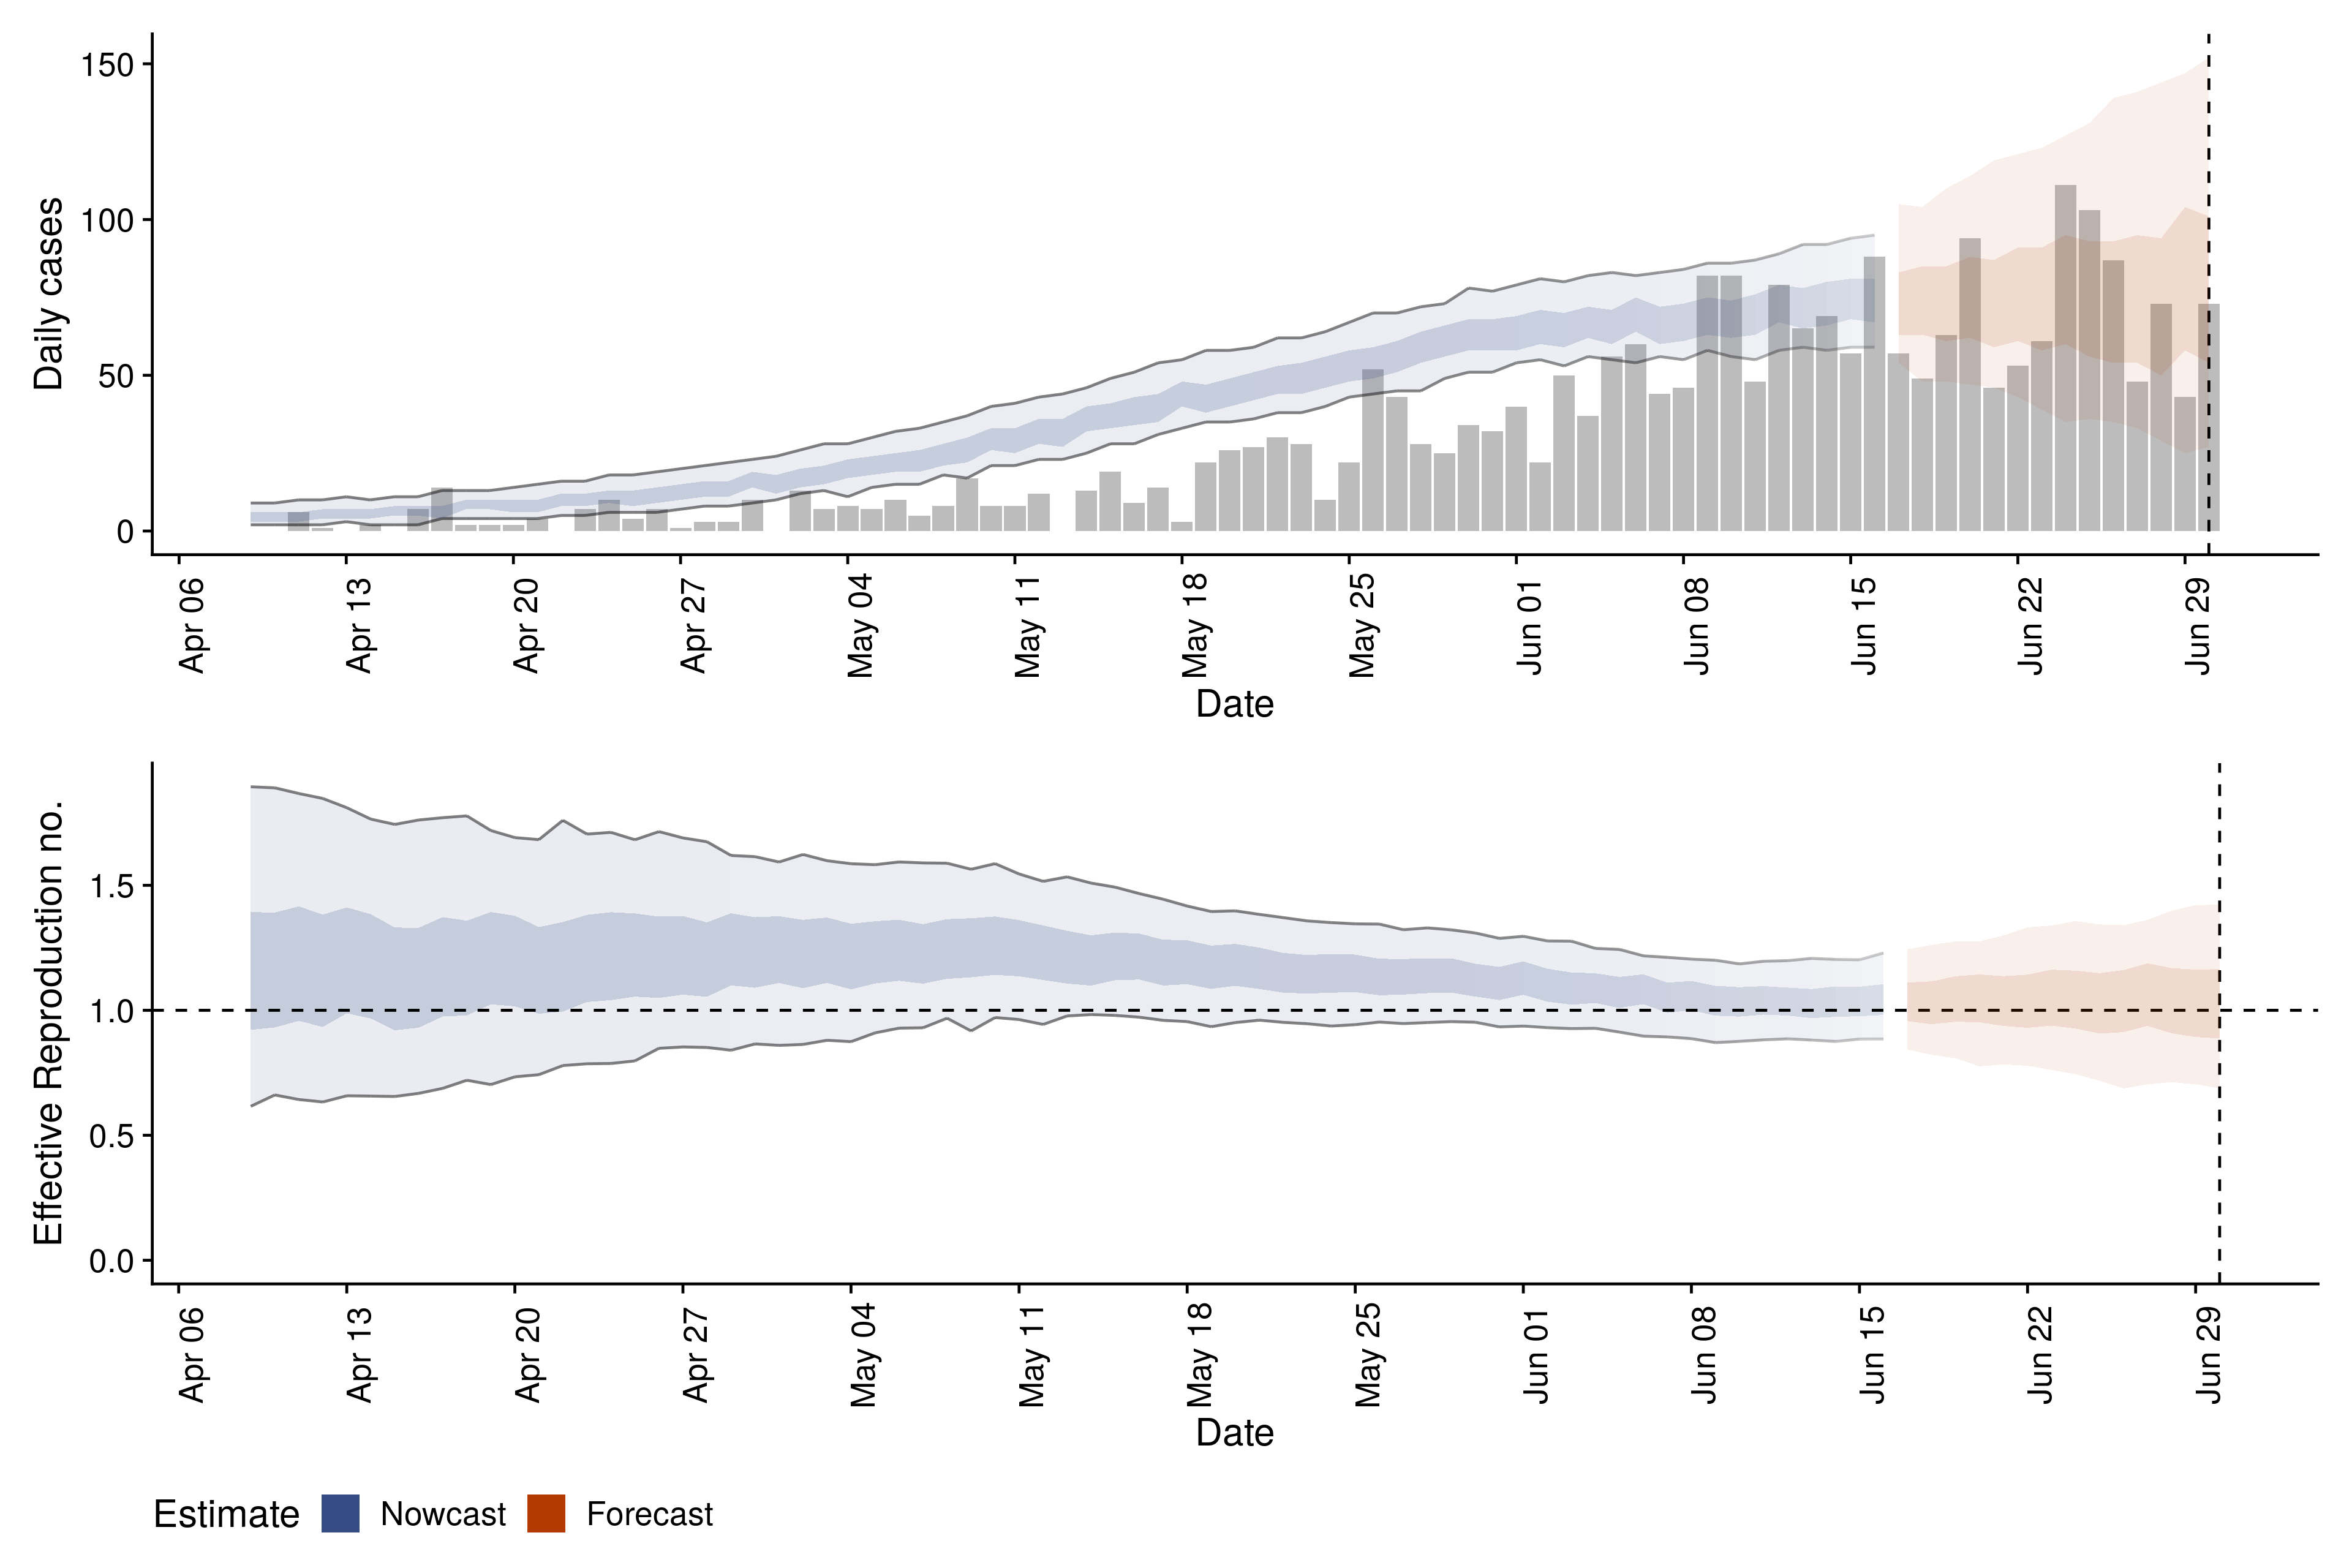 Daily cases
150
100
50
0
Apr 06
Apr 13
Apr 20
Apr 27
May 04
May 11
May 18
May 25
Jun 01
Jun 08
Jun 15
Jun 22
Jun 29
Date
Effective Reproduction no.
1.5
1.0
0.5
0.0
Apr 06
Apr 13
Apr 20
Apr 27
May 04
May 11
May 18
May 25
Jun 01
Jun 08
Jun 15
Jun 22
Jun 29
Date
Estimate Nowcast Forecast